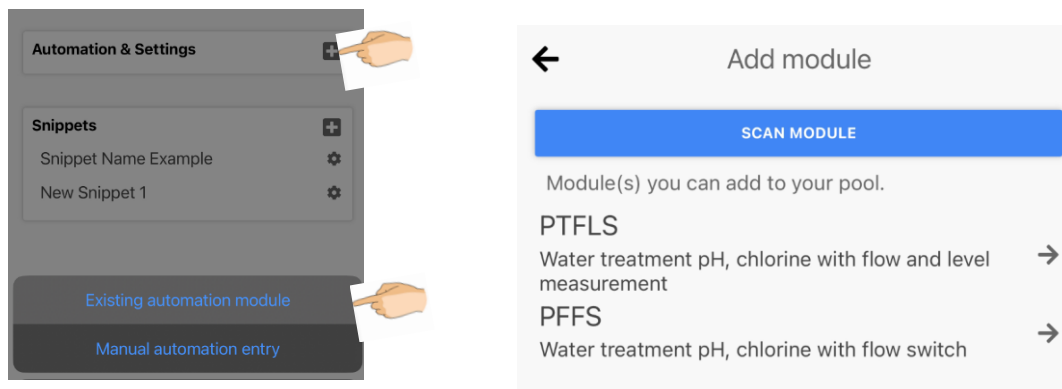 Automation & Settings
Snippets
Snippet Name Example
New Snippet 1
Existing automation module
Manual automation entry
Add module
SCAN MODULE
Module(s) you can add to your pool.
PTFLS
Water treatment pH, chlorine with flow and level
measurement
PFFS
Water treatment pH, chlorine with flow switch